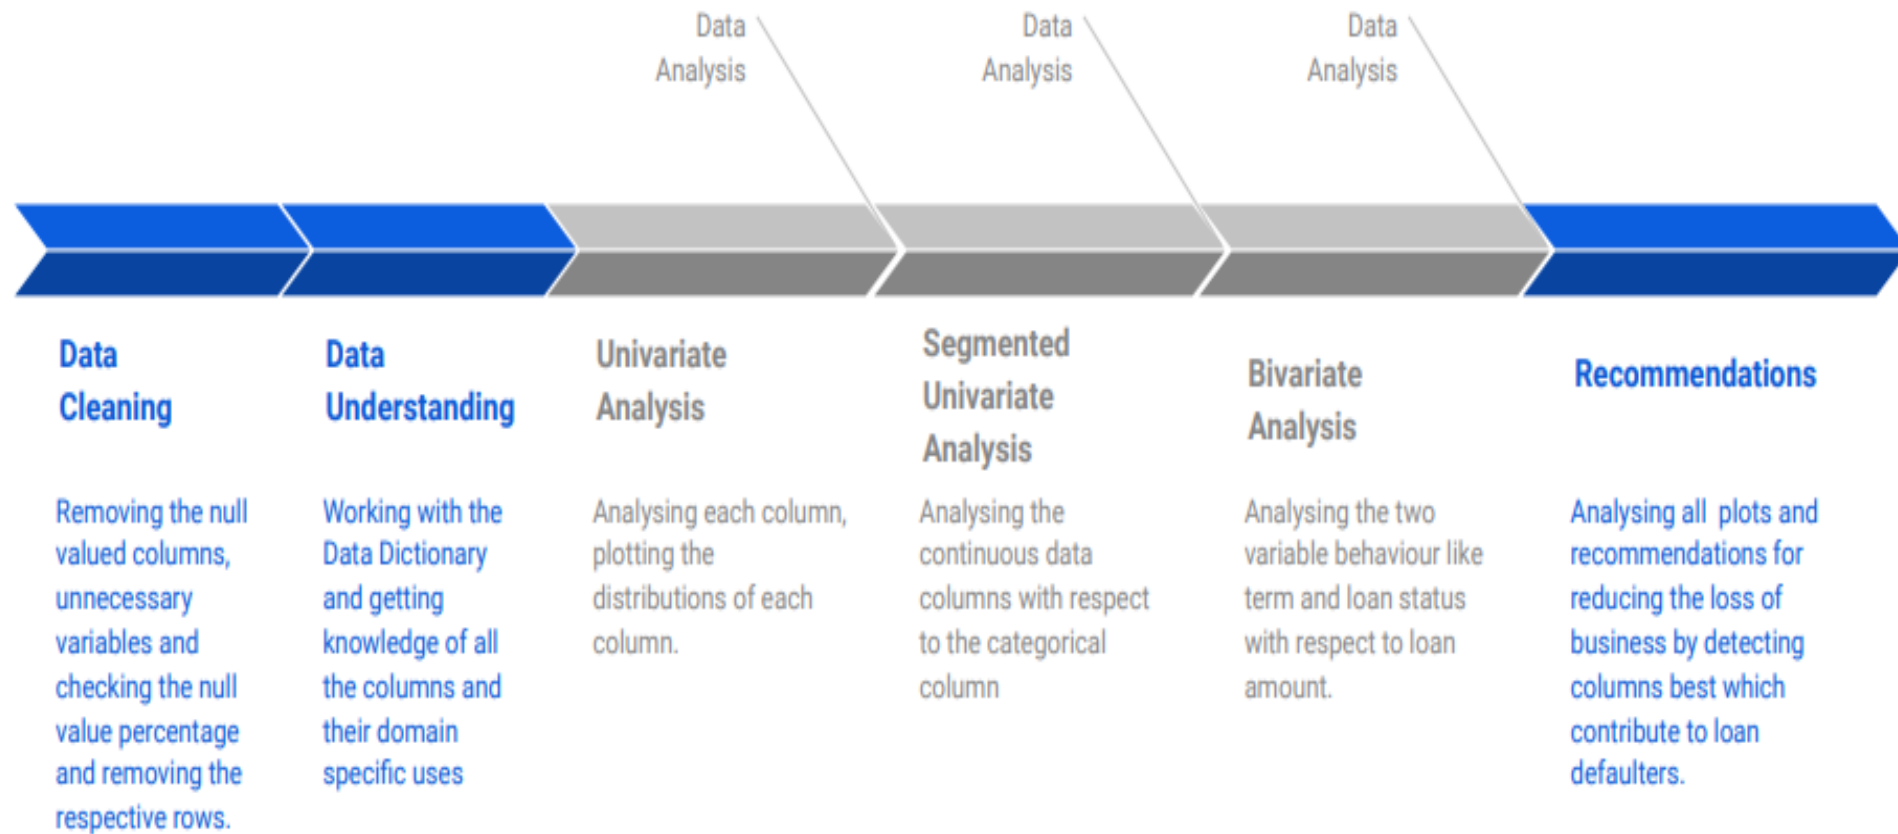 Data
Analysis
Data
Analysis
Data
Analysis
Data
Cleaning
Removing the null
valued columns,
unnecessary
variables and
checking the null
value percentage
and removing the
respective rows.
Data
Understanding
Working with the
Data Dictionary
and getting
knowledge of all
the columns and
their domain
specific uses
Univariate
Analysis
Analysing each column,
plotting the
distributions of each
column.
Segmented
Univariate
Analysis
Analysing the
continuous data
columns with respect
to the categorical
column
Bivariate
Analysis
Analysing the two
variable behaviour like
term and loan status
with respect to loan
amount.
Recommendations
Analysing all plots and
recommendations for
reducing the loss of
business by detecting
columns best which
contribute to loan
defaulters.